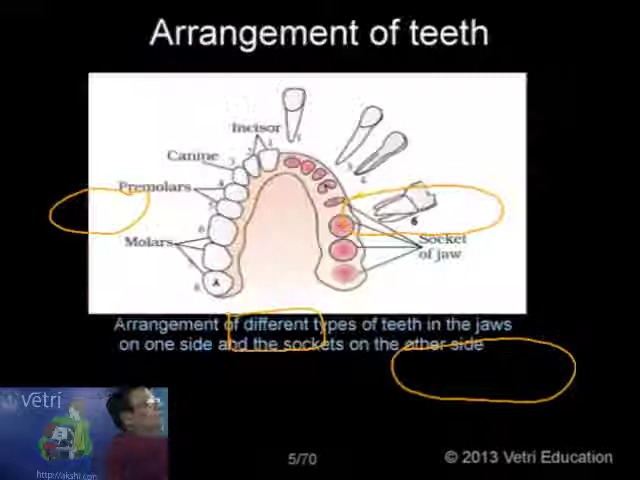 Arrangement of teeth
Incisor
Canine
Premolars
Molars
6
Socket
of jaw
A
Arrangement of different types of teeth in the jaws
on one side and the sockets on the other side
Vetri
http://akshi.com
5/70
© 2013 Vetri Education